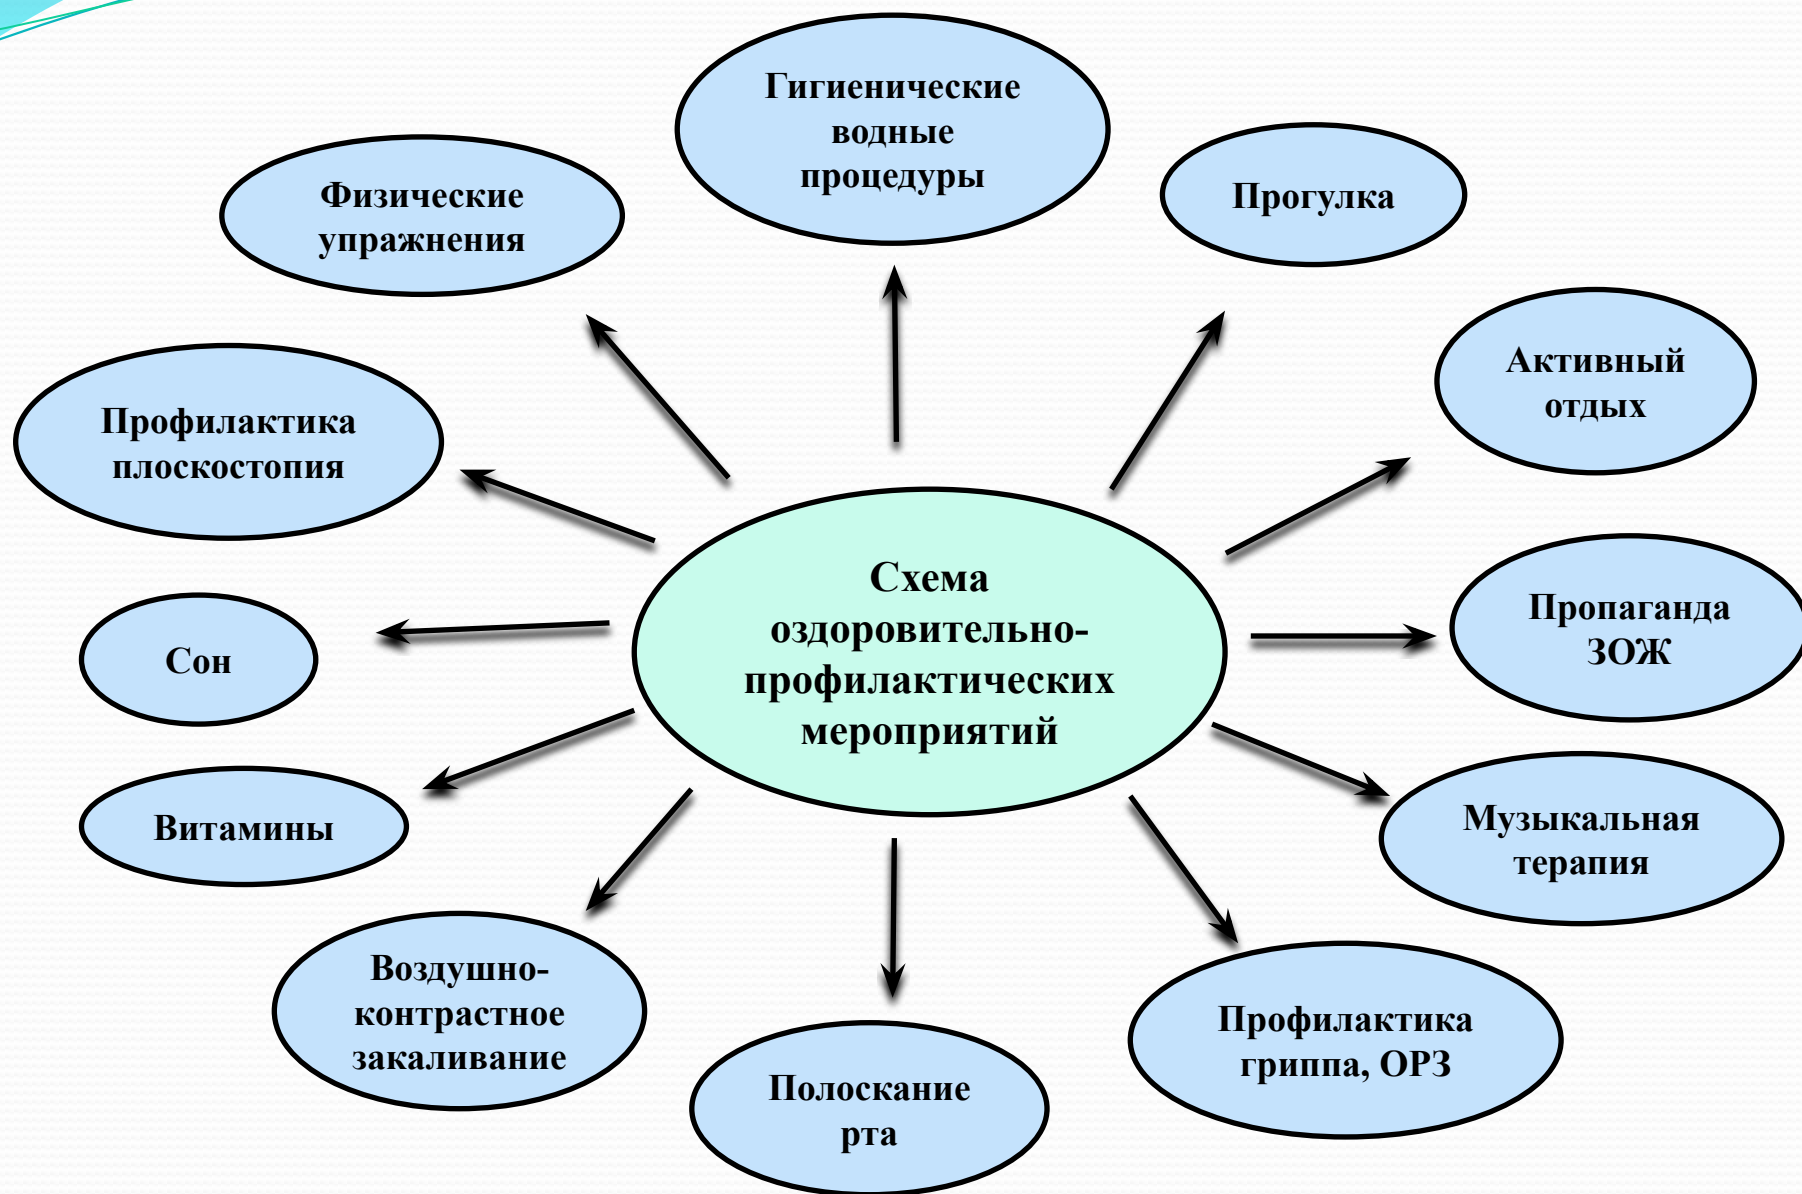 Гигиенические
водные
процедуры
Физические
упражнения
Прогулка
Активный
отдых
Профилактика
плоскостопия
Схема
оздоровительно-
профилактических
мероприятий
Пропаганда
ЗОЖ
Сон
Витамины
Музыкальная
терапия
Воздушно-
контрастное
закаливание
Профилактика
гриппа, ОРЗ
Полоскание
рта